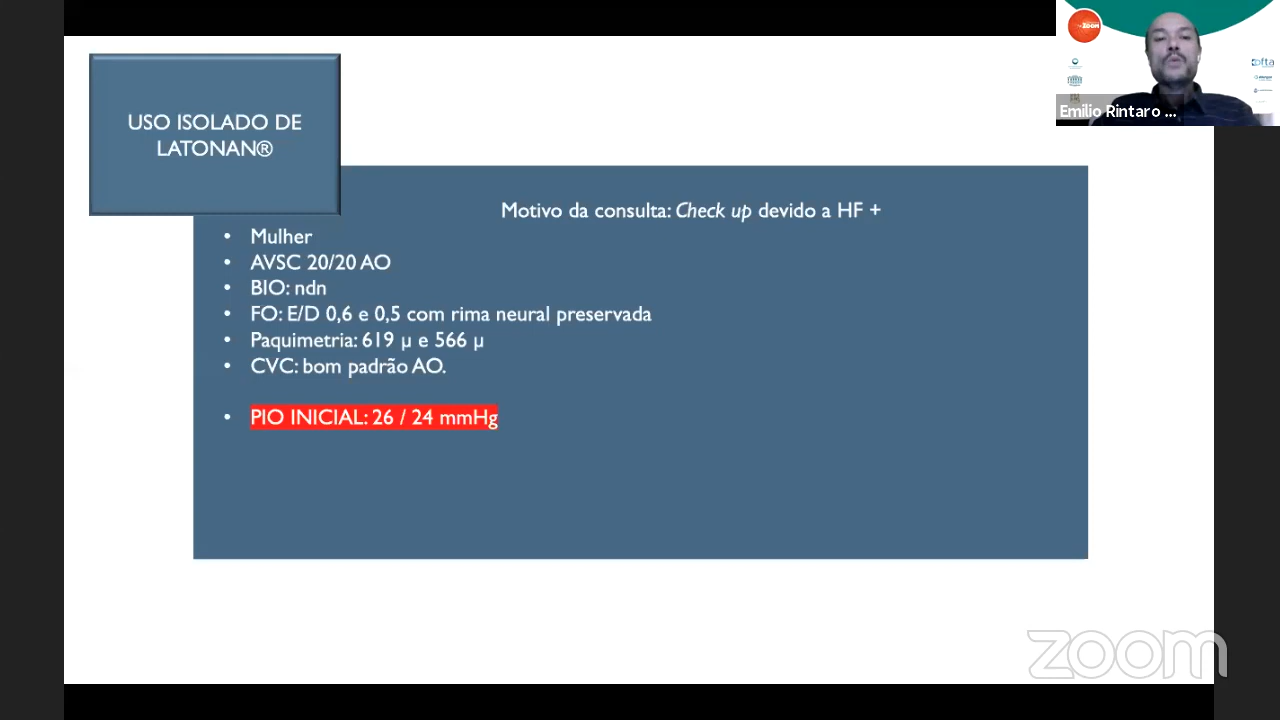 USO ISOLADO DE
LATONAN®
Motivo da consulta: Check up devido a HF +
• Mulher
• AVSC 20/20 AO
• BIO: ndn
• FO: E/D 0,6 e 0,5 com rima neural preservada
• Paquimetria: 619 µ e 566 µ
• CVC: bom padrão AO.
• PIO INICIAL: 26 / 24 mmHg
Emilio Rintaro ...
ofta
zoom